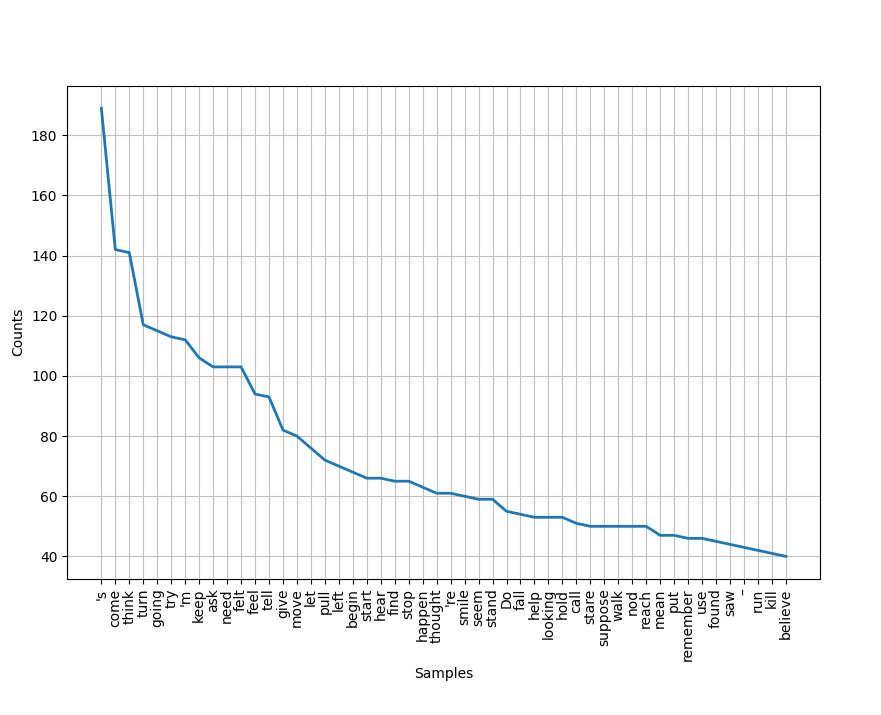 180
160
140
120
100
80
60
40
Counts
's
come
think
turn
going
try
'm
keep
ask
need
felt
feel
tell
give
move
let
pull
left
begin
start
hear
find
stop
happen
thought
're
smile
seem
stand
Do
fall
help
looking
hold
call
stare
suppose
walk
nod
reach
mean
put
remember
use
found
saw
-
run
kill
believe
Samples